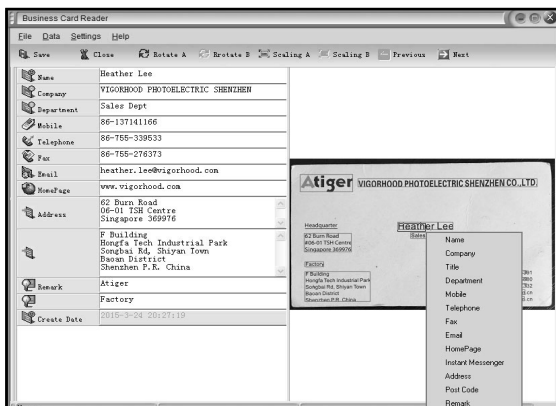 Business Card Reader
File Data Settings Help
Save Close Rotate A Rrotate B Scaling A Scaling B Previous Next
Name Heather Lee
Company VIGORHOOD PHOTOELECTRIC SHENZHEN
Department Sales Dept
Mobile 86-137141166
Telephone 86-755-339533
Fax 86-755-276373
Email heather.lee@vigorhood.com
HomePage www.vigorhood.com
Address 62 Burn Road
06-01 TSH Centre
Singapore 369976
F Building
Hongfa Tech Industrial Park
Songbai Rd, Shiyan Town
Baoan District
Shenzhen P.R. China
Remark Atiger
Factory
Create Date 2015-3-24 20:27:19
Atiger VIGORHOOD PHOTOELECTRIC SHENZHEN CO.,LTD.
Headquarter
62 Burn Road
#06-01 TSH Centre
Singapore 369976
Factory
F Building
Hongfa Tech Industrial Park
Songbai Rd, Shiyan Town
Baoan District
Shenzhen P.R. China
Heather Lee
Sales
Name
Company
Title
Department
Mobile
Telephone
Fax
Email
HomePage
Instant Messenger
Address
Post Code
Remark